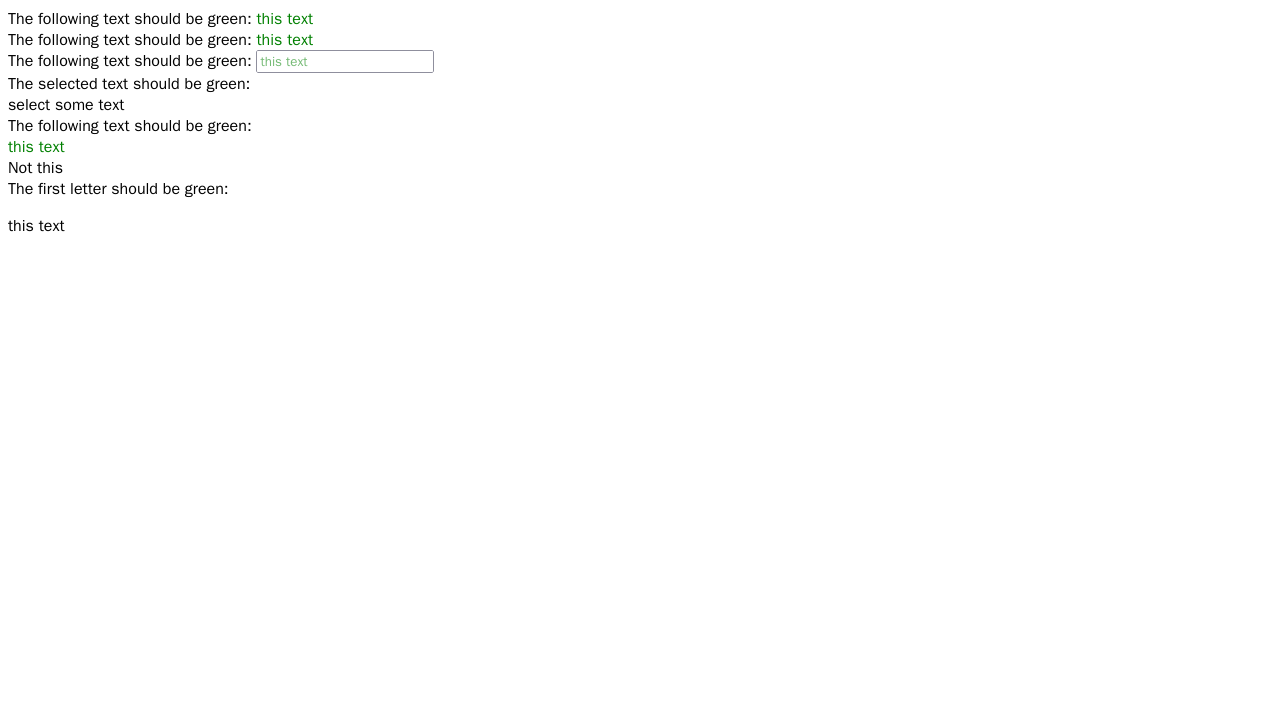 The following text should be green: this text
The following text should be green: this text
The following text should be green: this text
The selected text should be green:
select some text
The following text should be green:
this text
Not this
The first letter should be green:
this text